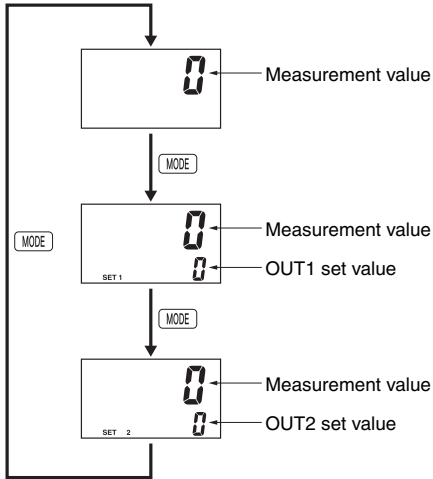 0 Measurement value
MODE
0 Measurement value
MODE
SET 1 0 OUT1 set value
MODE
0 Measurement value
SET 2 0 OUT2 set value